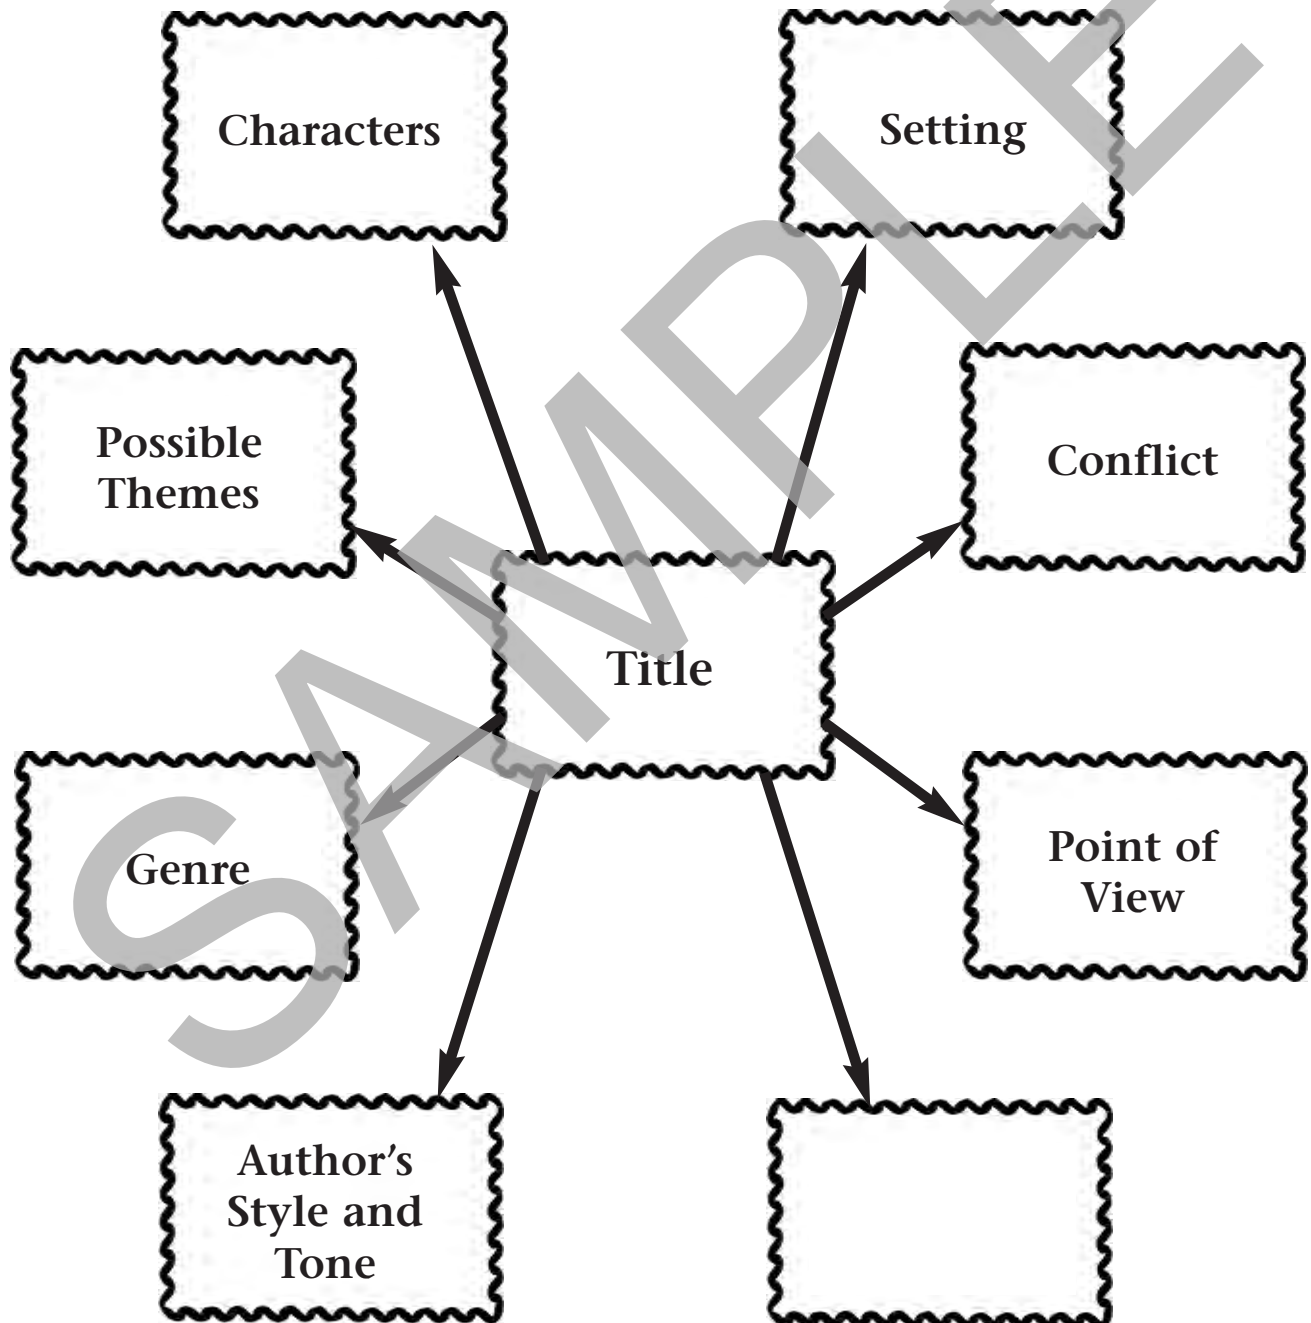 Characters
Setting
Possible
Themes
Conflict
Title
Genre
Point of
View
Author’s
Style and
Tone
SAMPLE